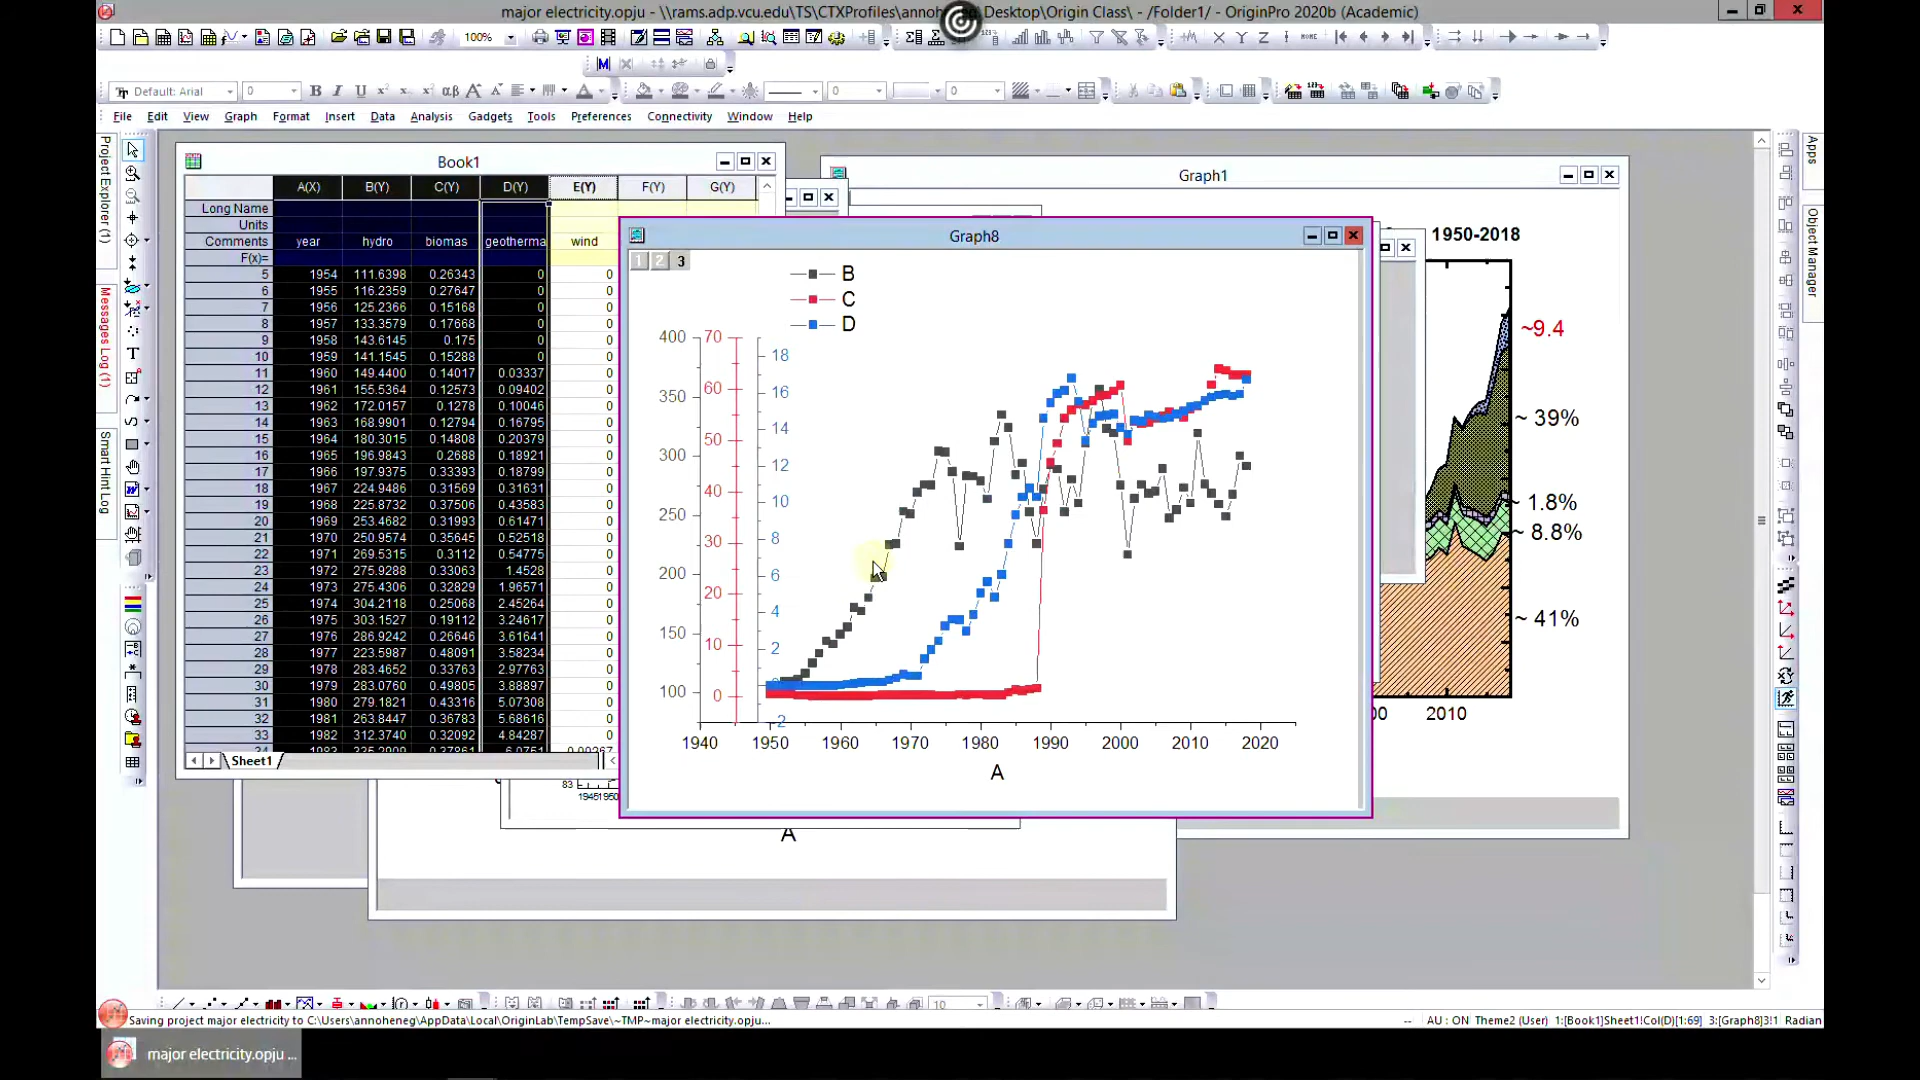 major electricity.opju - \\rams.adp.vcu.edu\TS\CTXProfiles\annohe Desktop\Origin Class\ - /Folder1/ - OriginPro 2020b (Academic)
100%
Default: Arial
0
B I U
αβ A A
0
0
File Edit View Graph Format Insert Data Analysis Gadgets Tools Preferences Connectivity Window Help
Project Explorer (1)
Messages Log (1)
Smart Hint Log
Apps
Object Manager
Book1
A(X) B(Y) C(Y) D(Y) E(Y) F(Y) G(Y)
Long Name
Units
Comments year hydro biomas geotherma wind
F(x)=
5 1954 111.6398 0.26343 0 0
6 1955 116.2359 0.27647 0 0
7 1956 125.2366 0.15168 0 0
8 1957 133.3579 0.17668 0 0
9 1958 143.6145 0.175 0 0
10 1959 141.1545 0.15288 0 0
11 1960 149.4400 0.14017 0.03337 0
12 1961 155.5364 0.12573 0.09402 0
13 1962 172.0157 0.1278 0.10046 0
14 1963 168.9901 0.12794 0.16795 0
15 1964 180.3015 0.14808 0.20379 0
16 1965 196.9843 0.2688 0.18921 0
17 1966 197.9375 0.33393 0.18799 0
18 1967 224.9486 0.31569 0.31631 0
19 1968 225.8732 0.37506 0.43583 0
20 1969 253.4682 0.31993 0.61471 0
21 1970 250.9574 0.35645 0.52518 0
22 1971 269.5315 0.3112 0.54775 0
23 1972 275.9288 0.33063 1.4528 0
24 1973 275.4306 0.32829 1.96571 0
25 1974 304.2118 0.25068 2.45264 0
26 1975 303.1527 0.19112 3.24617 0
27 1976 286.9242 0.26646 3.61641 0
28 1977 223.5987 0.48091 3.58234 0
29 1978 283.4652 0.33763 2.97763 0
30 1979 283.0760 0.49805 3.88897 0
31 1980 279.1821 0.43316 5.07308 0
32 1981 263.8447 0.36783 5.68616 0
33 1982 312.3740 0.32092 4.84287 0
Sheet1
Graph8
1 2 3
B
C
D
400
350
300
250
200
150
100
70
60
50
40
30
20
10
0
18
16
14
12
10
8
6
4
2
-2
1940 1950 1960 1970 1980 1990 2000 2010 2020
A
Graph1
1950-2018
~9.4
~ 39%
~ 1.8%
~ 8.8%
~ 41%
2010
83
A
10
Saving project major electricity to C:\Users\annoheneg\AppData\Local\OriginLab\TempSave\~TMP~major electricity.opju...
-- AU : ON Theme2 (User) 1:[Book1]Sheet1!Col(D)[1:69] 3:[Graph8]3!1 Radian
major electricity.opju ...